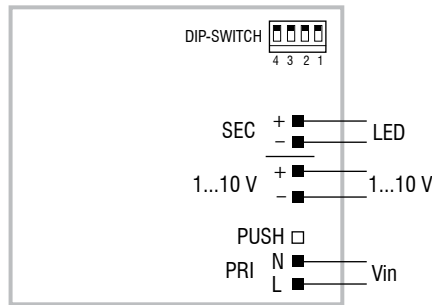 DIP-SWITCH
4 3 2 1
SEC + LED
−
1...10 V + 1...10 V
−
PUSH
PRI N Vin
L